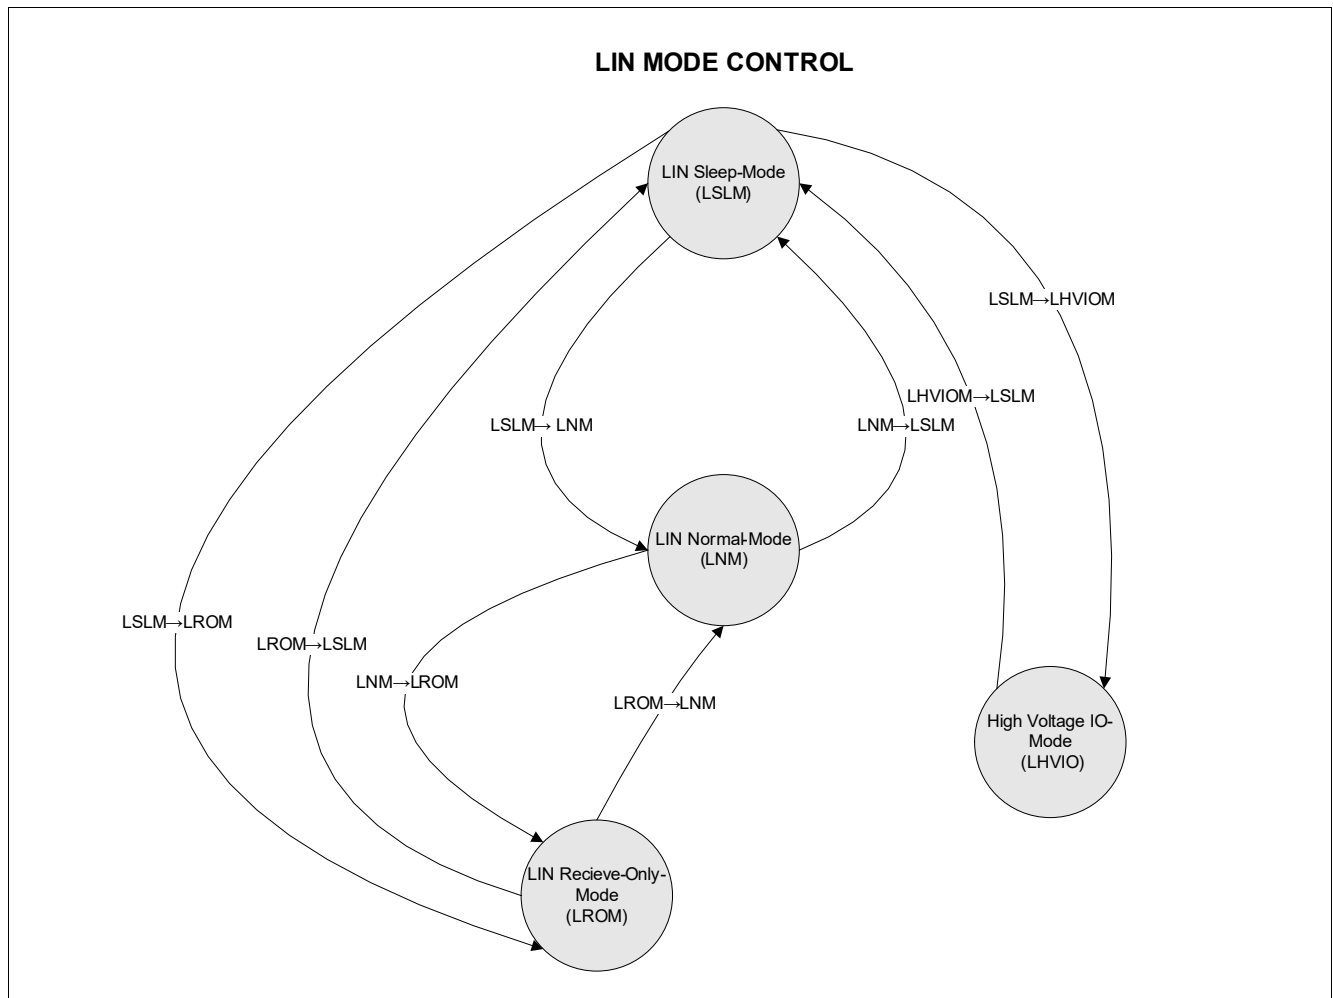 LIN MODE CONTROL
LIN Sleep-Mode
(LSLM)
LSLM→LHVIOM
LHVIOM→LSLM
LSLM→ LNM
LNM→LSLM
LIN Normal-Mode
(LNM)
LSLM→LROM
LROM→LSLM
LNM→LROM
LROM→LNM
High Voltage IO-
Mode
(LHVIO)
LIN Recieve-Only-
Mode
(LROM)